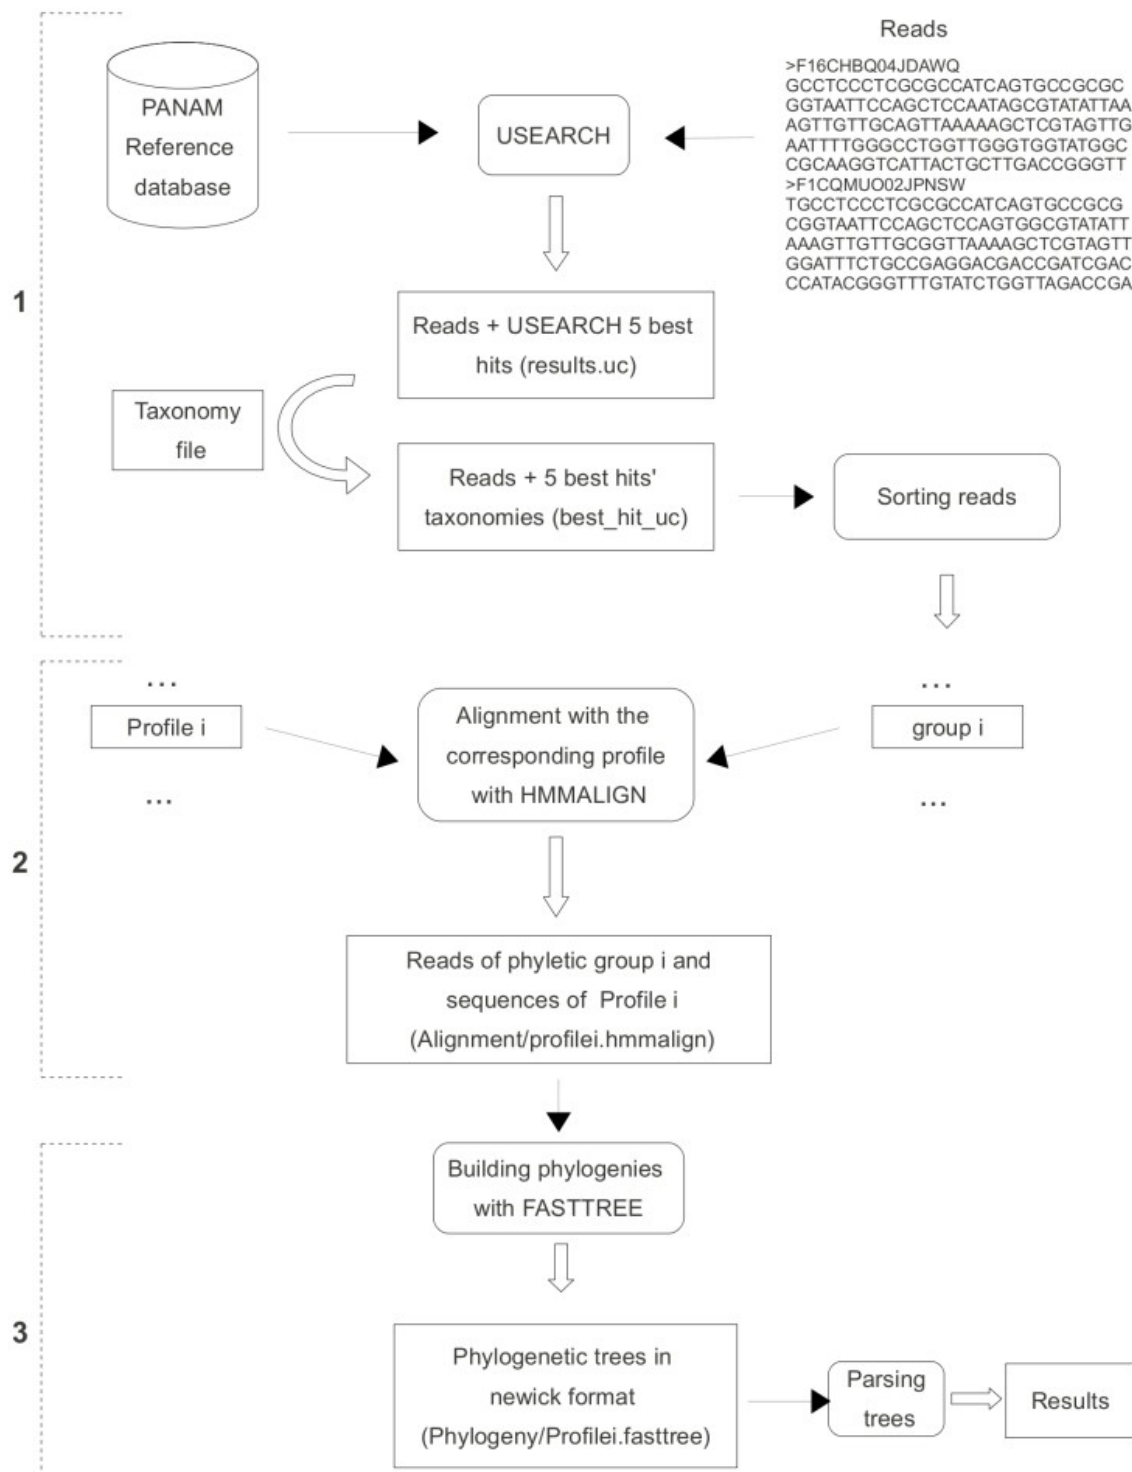 Reads
>F16CHBQ04JDAWQ
GCCTCCCTCGCGCCATCAGTGCCGCGC
GGTAATTCCAGCTCCAATAGCGTATATTAA
AGTTGTTGCAGTTAAAAAGCTCGTAGTTG
AATTTTGGGCCTGGTTGGGTGGTATGGC
CGCAAGGTCATTACTGCTTGACCGGGTT
>F1CQMUO02JPNSW
TGCCTCCCTCGCGCCATCAGTGCCGCG
CGGTAATTCCAGCTCCAGTGGCGTATATT
AAAGTTGTTGCGGTTAAAAAGCTCGTAGTT
GGATTTCTGCCGAGGACGACCGATCGAC
CCATACGGGTTTGTATCTGGTTAGACCGA
PANAM
Reference
database
USEARCH
1
Reads + USEARCH 5 best
hits (results.uc)
Taxonomy
file
Reads + 5 best hits'
taxonomies (best_hit_uc)
Sorting reads
2
...
Profile i
...
Alignment with the
corresponding profile
with HMMALIGN
...
group i
...
Reads of phyletic group i and
sequences of Profile i
(Alignment/profilei.hmmalign)
3
Building phylogenies
with FASTTREE
Phylogenetic trees in
newick format
(Phylogeny/Profilei.fasttree)
Parsing
trees
Results